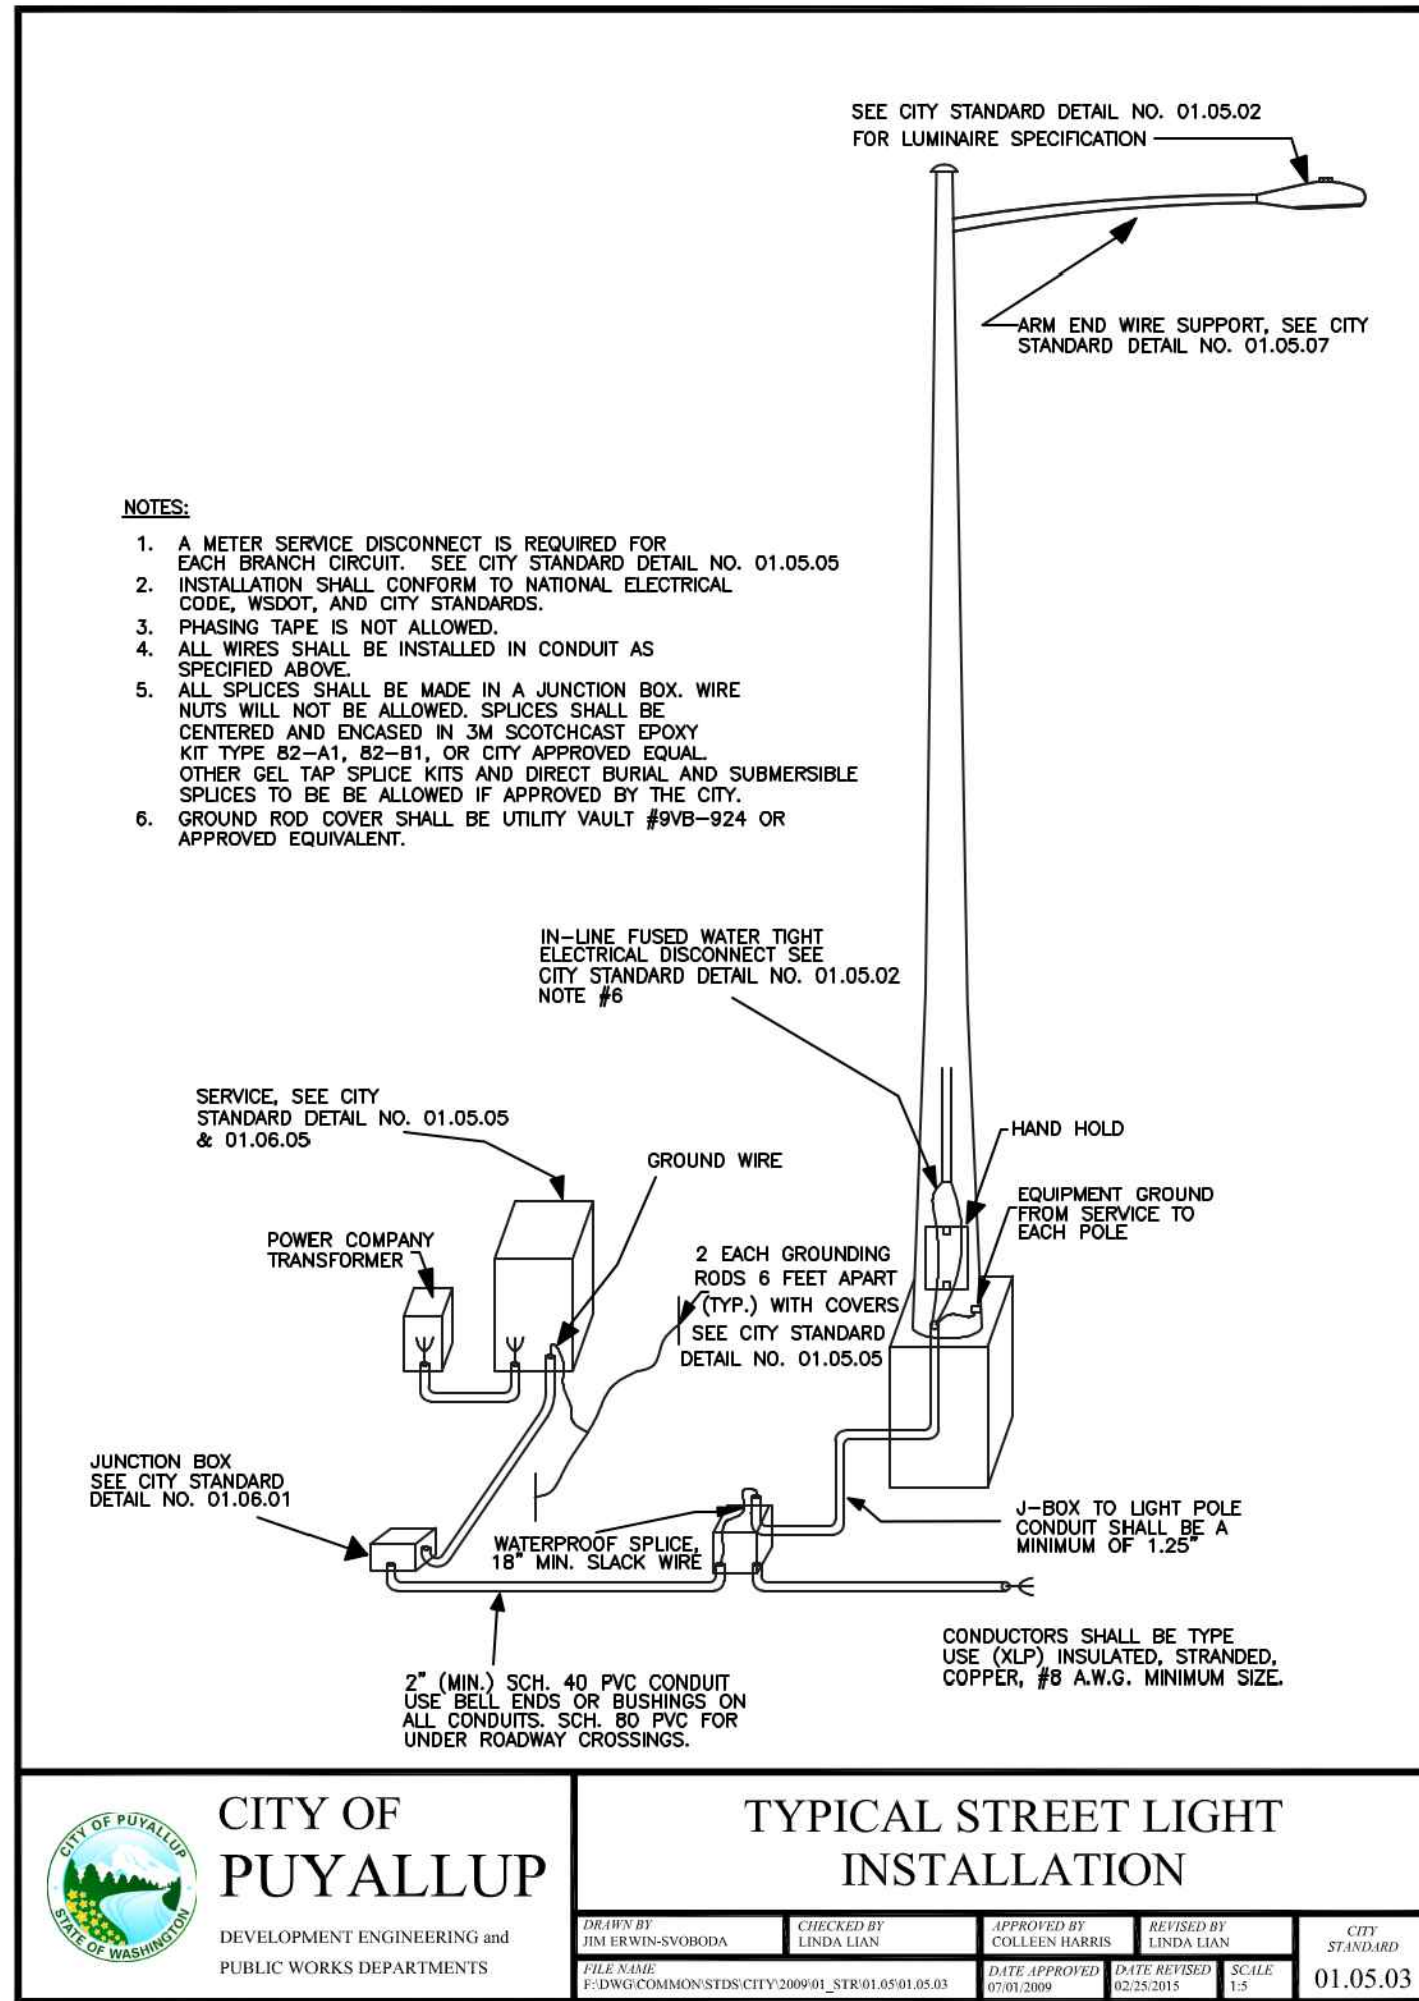 SEE CITY STANDARD DETAIL NO. 01.05.02
FOR LUMINAIRE SPECIFICATION
ARM END WIRE SUPPORT, SEE CITY
STANDARD DETAIL NO. 01.05.07
NOTES:
1. A METER SERVICE DISCONNECT IS REQUIRED FOR
EACH BRANCH CIRCUIT. SEE CITY STANDARD DETAIL NO. 01.05.05
2. INSTALLATION SHALL CONFORM TO NATIONAL ELECTRICAL
CODE, WSDOT, AND CITY STANDARDS.
3. PHASING TAPE IS NOT ALLOWED.
4. ALL WIRES SHALL BE INSTALLED IN CONDUIT AS
SPECIFIED ABOVE.
5. ALL SPLICES SHALL BE MADE IN A JUNCTION BOX. WIRE
NUTS WILL NOT BE ALLOWED. SPLICES SHALL BE
CENTERED AND ENCASED IN 3M SCOTCHCAST EPOXY
KIT TYPE 82-A1, 82-B1, OR CITY APPROVED EQUAL.
OTHER GEL TAP SPLICE KITS AND DIRECT BURIAL AND SUBMERSIBLE
SPLICES TO BE BE ALLOWED IF APPROVED BY THE CITY.
6. GROUND ROD COVER SHALL BE UTILITY VAULT #9VB-924 OR
APPROVED EQUIVALENT.
IN-LINE FUSED WATER TIGHT
ELECTRICAL DISCONNECT SEE
CITY STANDARD DETAIL NO. 01.05.02
NOTE #6
SERVICE, SEE CITY
STANDARD DETAIL NO. 01.05.05
& 01.06.05
GROUND WIRE
HAND HOLD
EQUIPMENT GROUND
FROM SERVICE TO
EACH POLE
POWER COMPANY
TRANSFORMER
2 EACH GROUNDING
RODS 6 FEET APART
(TYP.) WITH COVERS
SEE CITY STANDARD
DETAIL NO. 01.05.05
JUNCTION BOX
SEE CITY STANDARD
DETAIL NO. 01.06.01
WATERPROOF SPLICE,
18" MIN. SLACK WIRE
J-BOX TO LIGHT POLE
CONDUIT SHALL BE A
MINIMUM OF 1.25"
CONDUCTORS SHALL BE TYPE
USE (XLP) INSULATED, STRANDED,
COPPER, #8 A.W.G. MINIMUM SIZE.
2" (MIN.) SCH. 40 PVC CONDUIT
USE BELL ENDS OR BUSHINGS ON
ALL CONDUITS. SCH. 80 PVC FOR
UNDER ROADWAY CROSSINGS.
CITY OF PUYALLUP
STATE OF WASHINGTON
CITY OF
PUYALLUP
DEVELOPMENT ENGINEERING and
PUBLIC WORKS DEPARTMENTS
TYPICAL STREET LIGHT
INSTALLATION
DRAWN BY
JIM ERWIN-SVOBODA
CHECKED BY
LINDA LIAN
APPROVED BY
COLLEEN HARRIS
REVISED BY
LINDA LIAN
CITY
STANDARD
01.05.03
FILE NAME
F:\DWG\COMMON\STDS\CITY\2009\01_STR\01.05\01.05.03
DATE APPROVED
07/01/2009
DATE REVISED
02/25/2015
SCALE
1:5